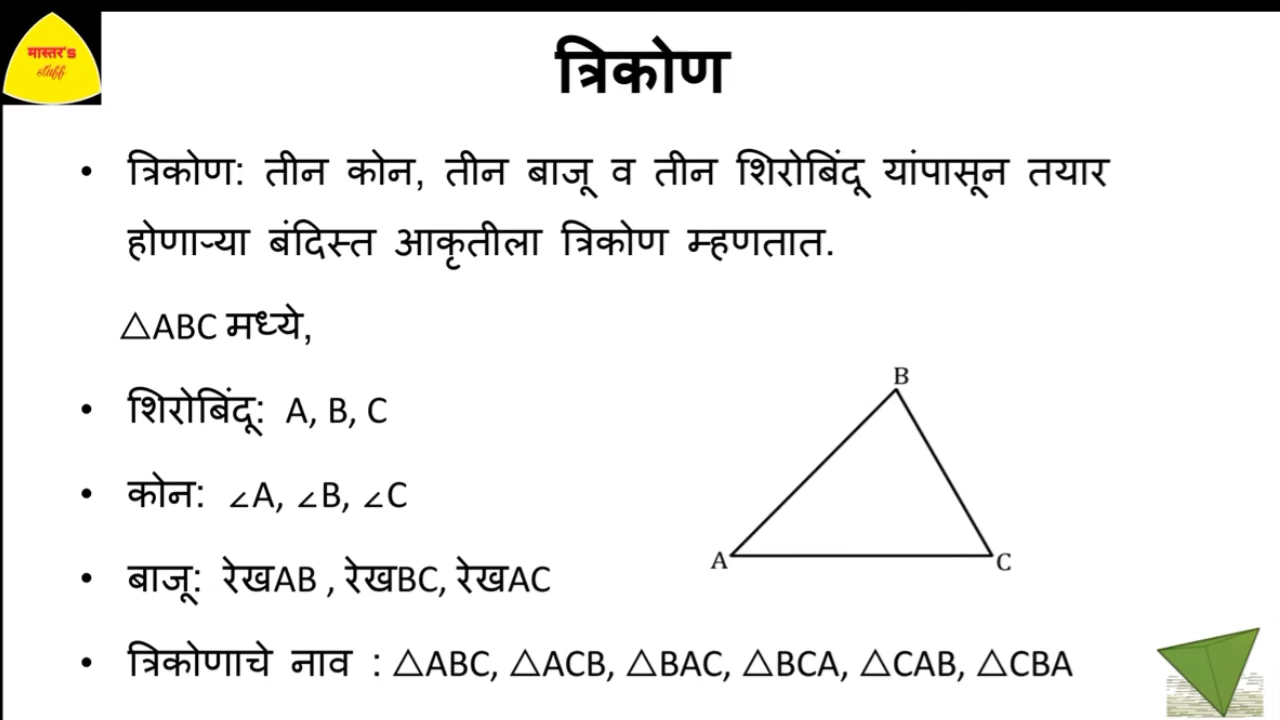 मास्तर's
stuff
त्रिकोण
• त्रिकोण: तीन कोन, तीन बाजू व तीन शिरोबिंदू यांपासून तयार
होणाऱ्या बंदिस्त आकृतीला त्रिकोण म्हणतात.
△ABC मध्ये,
• शिरोबिंदू: A, B, C
• कोन: ∠A, ∠B, ∠C
• बाजू: रेखAB , रेखBC, रेखAC
• त्रिकोणाचे नाव : △ABC, △ACB, △BAC, △BCA, △CAB, △CBA
B
A
C